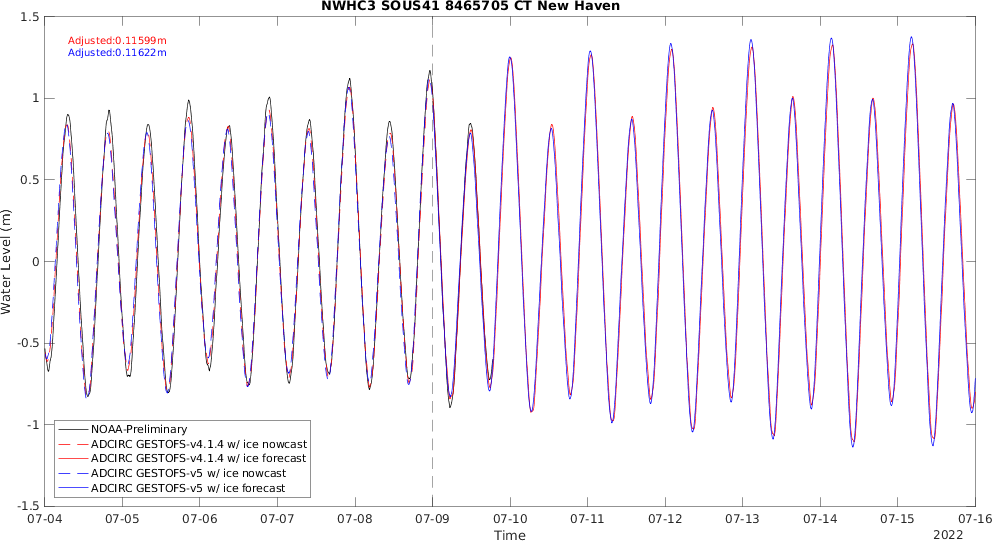 NWHC3 SOUS41 8465705 CT New Haven
Adjusted:0.11599m
Adjusted:0.11622m
1.5
1
0.5
0
-0.5
-1
-1.5
Water Level (m)
NOAA-Preliminary
ADCIRC GESTOFS-v4.1.4 w/ ice nowcast
ADCIRC GESTOFS-v4.1.4 w/ ice forecast
ADCIRC GESTOFS-v5 w/ ice nowcast
ADCIRC GESTOFS-v5 w/ ice forecast
07-04 07-05 07-06 07-07 07-08 07-09 07-10 07-11 07-12 07-13 07-14 07-15 07-16
Time
2022